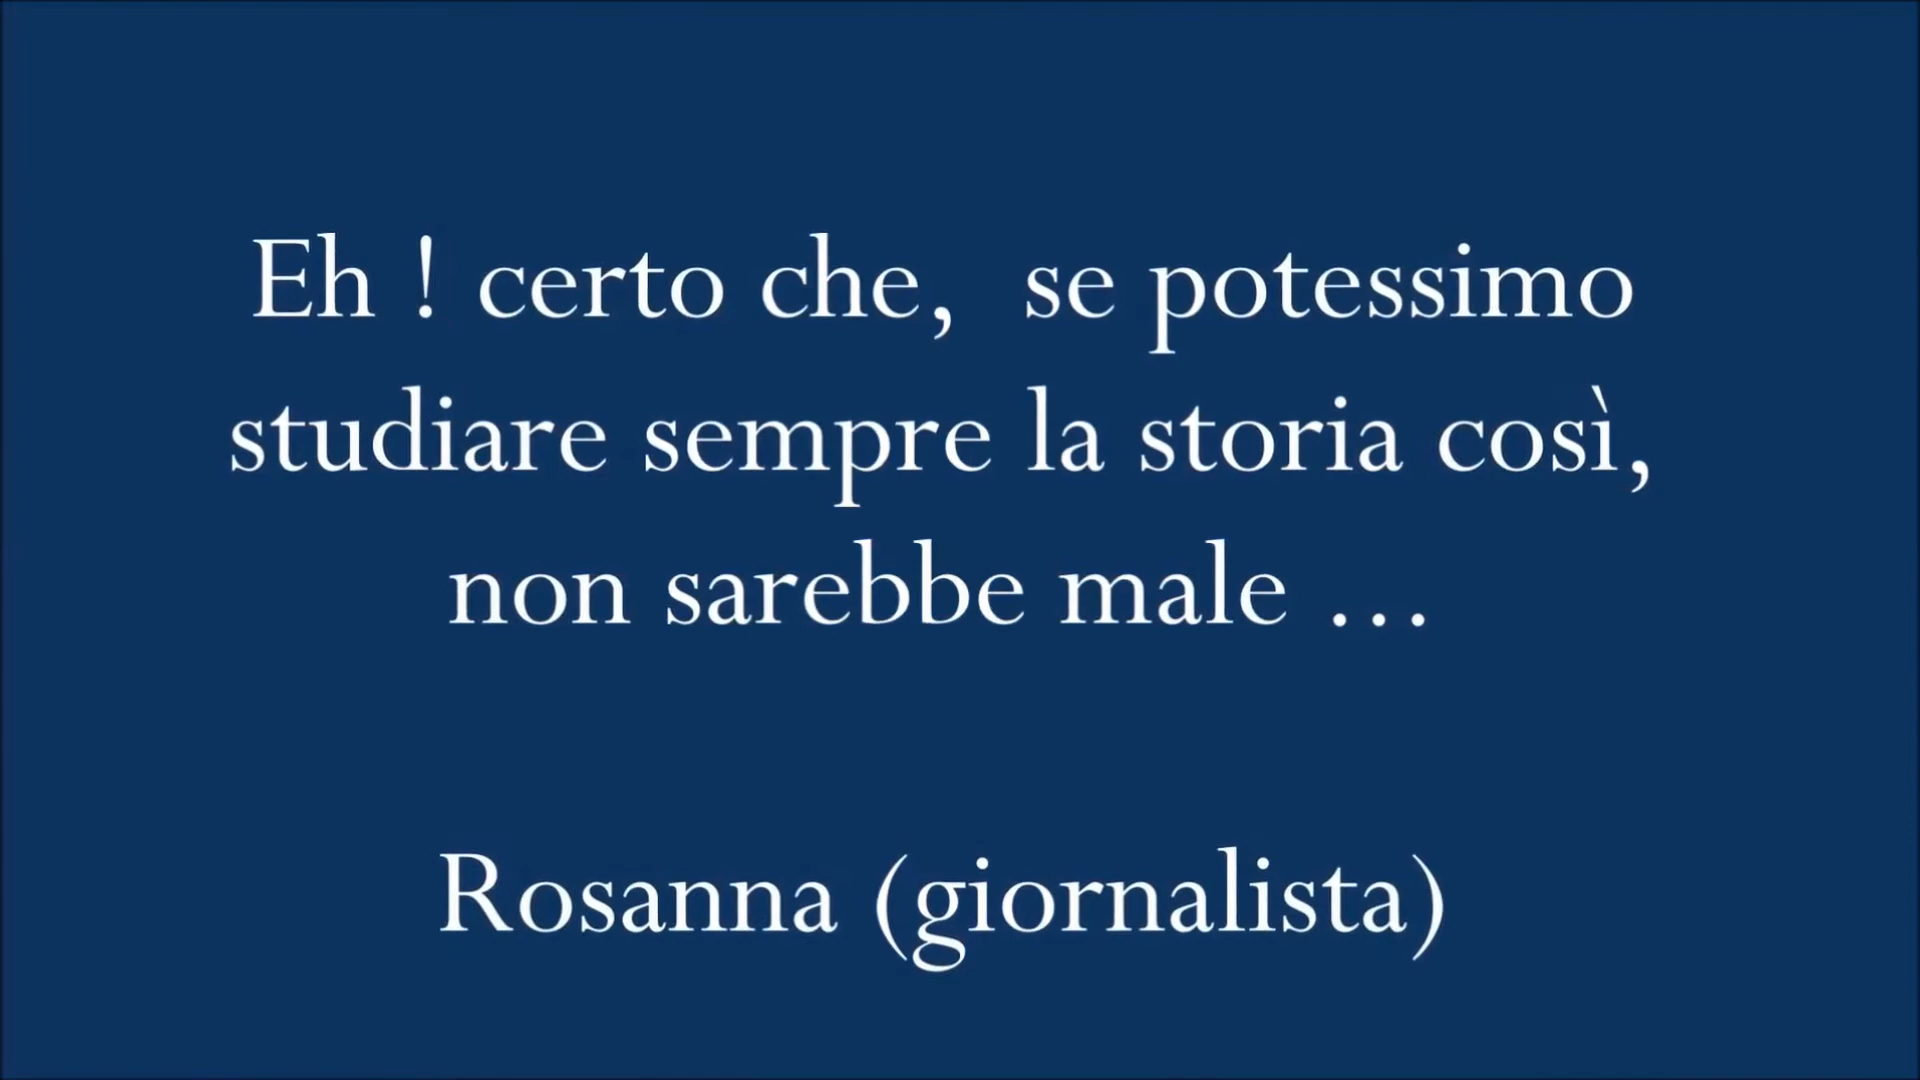 Eh ! certo che,  se potessimo
studiare sempre la storia così,
non sarebbe male …
Rosanna (giornalista)